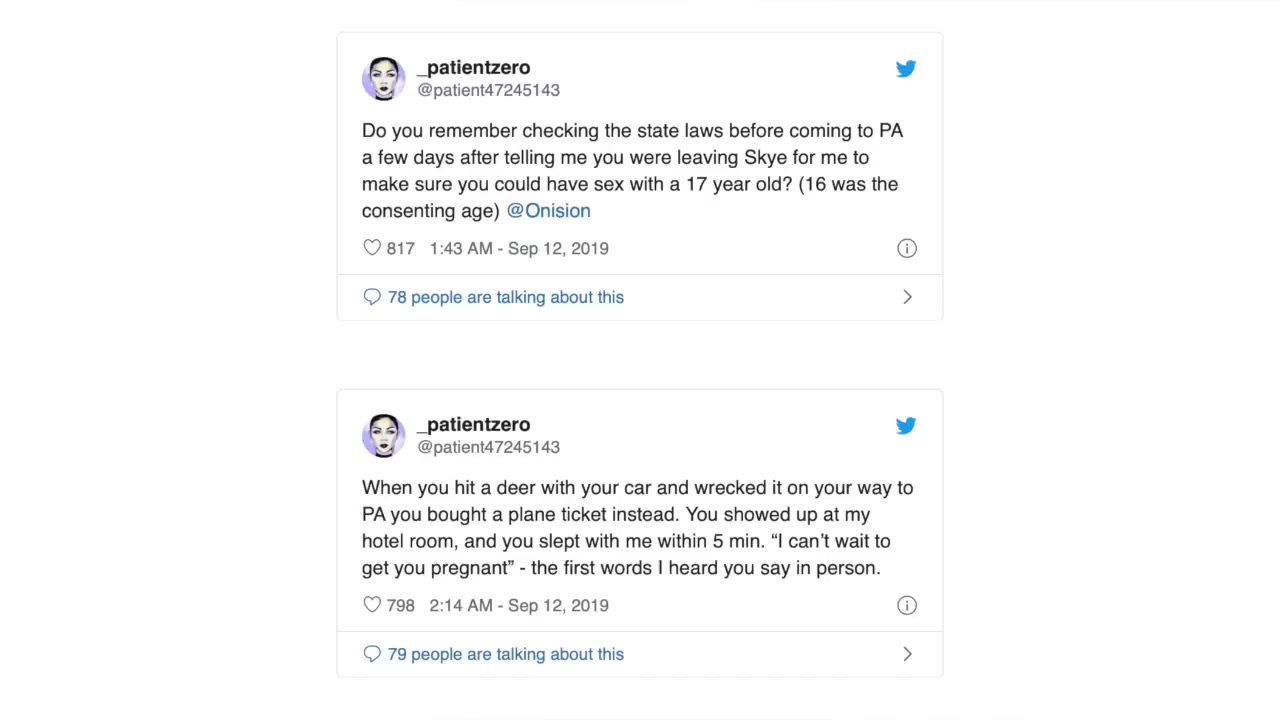 _patientzero
@patient47245143
Do you remember checking the state laws before coming to PA
a few days after telling me you were leaving Skye for me to
make sure you could have sex with a 17 year old? (16 was the
consenting age) @Onision
817 1:43 AM - Sep 12, 2019
78 people are talking about this
_patientzero
@patient47245143
When you hit a deer with your car and wrecked it on your way to
PA you bought a plane ticket instead. You showed up at my
hotel room, and you slept with me within 5 min. “I can’t wait to
get you pregnant” - the first words I heard you say in person.
798 2:14 AM - Sep 12, 2019
79 people are talking about this